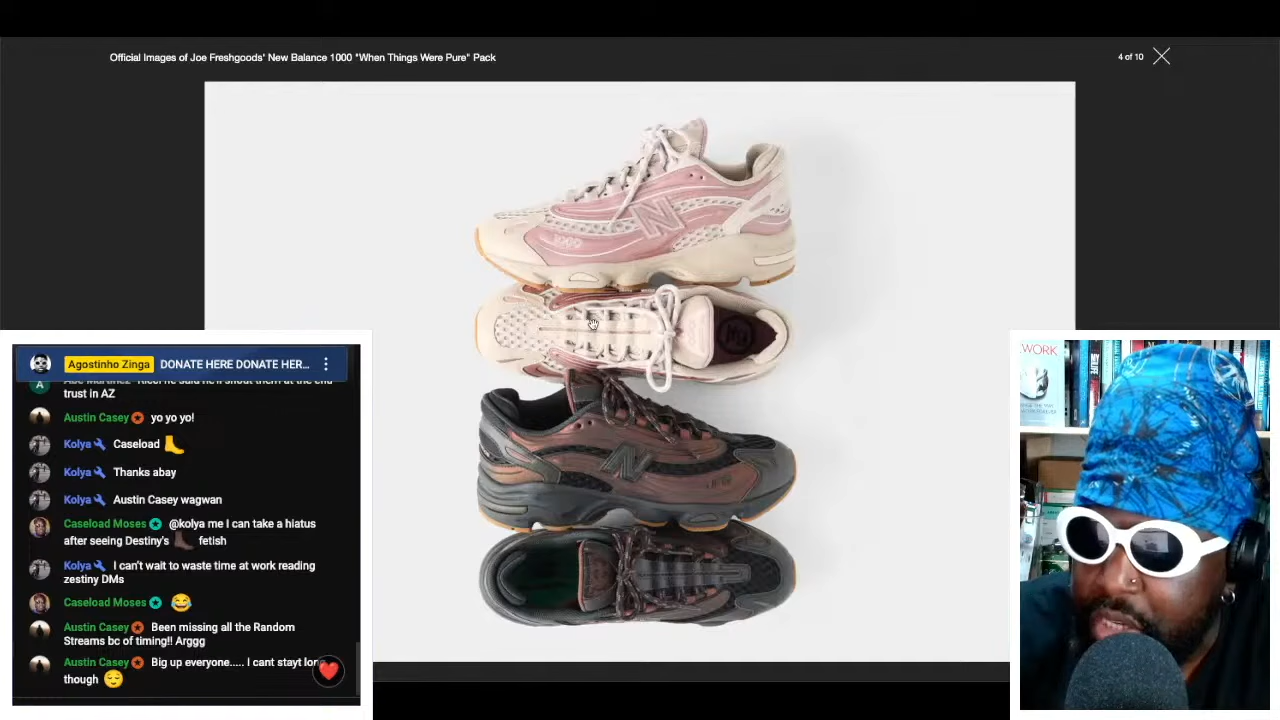 Official Images of Joe Freshgoods' New Balance 1000 "When Things Were Pure" Pack
4 of 10
Agostinho Zinga DONATE HERE DONATE HER...
trust in AZ
Austin Casey yo yo yo!
Kolya Caseload 🦶
Kolya Thanks abay
Kolya Austin Casey wagwan
Caseload Moses @kolya me I can take a hiatus
after seeing Destiny's 🦶🏿 fetish
Kolya I can't wait to waste time at work reading
zestiny DMs
Caseload Moses 😂
Austin Casey Been missing all the Random
Streams bc of timing!! Arggg
Austin Casey Big up everyone..... I cant stayt
though 😌
WORK
N
1000
N